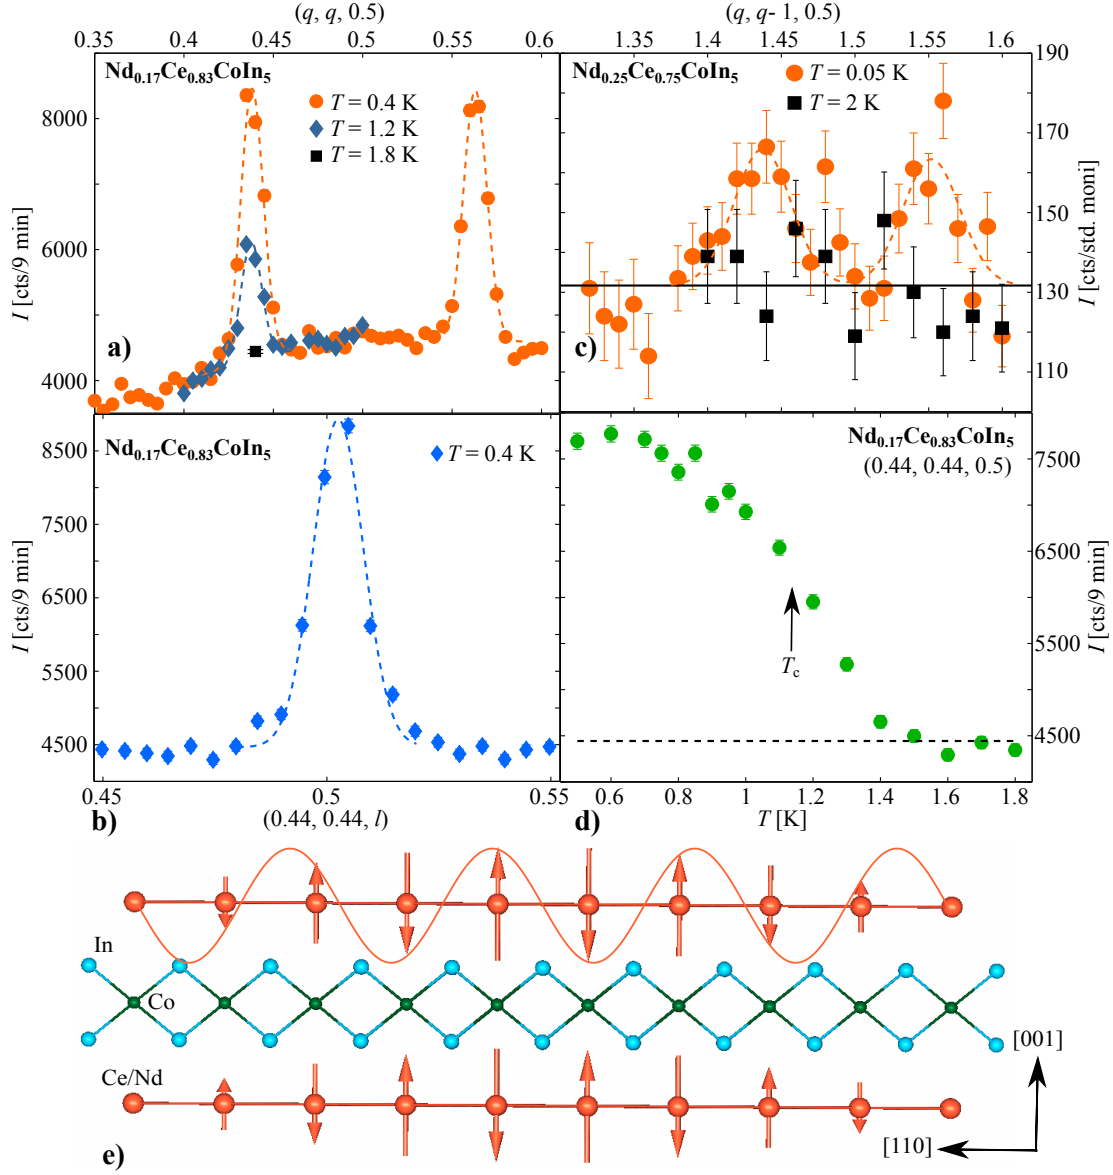 (q, q, 0.5)
0.35 0.4 0.45 0.5 0.55 0.6
Nd0.17Ce0.83CoIn5
T = 0.4 K
T = 1.2 K
T = 1.8 K
8000
6000
4000
I [cts/9 min]
a)
(q, q- 1, 0.5)
1.35 1.4 1.45 1.5 1.55 1.6
Nd0.25Ce0.75CoIn5
T = 0.05 K
T = 2 K
190
170
150
130
110
I [cts/std. moni]
c)
Nd0.17Ce0.83CoIn5
T = 0.4 K
8500
7500
6500
5500
4500
I [cts/9 min]
0.45 0.5 0.55
b)
(0.44, 0.44, l)
Nd0.17Ce0.83CoIn5
(0.44, 0.44, 0.5)
7500
6500
5500
4500
I [cts/9 min]
Tc
0.6 0.8 1 1.2 1.4 1.6 1.8
d)
T [K]
In
Co
Ce/Nd
[001]
[110]
e)